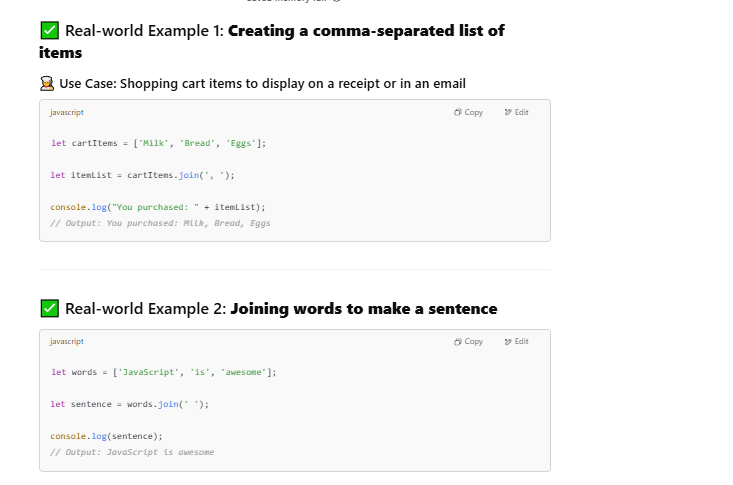 Real-world Example 1: Creating a comma-separated list of
items
Use Case: Shopping cart items to display on a receipt or in an email
javascript
Copy
Edit
let cartItems = ['Milk', 'Bread', 'Eggs'];
let itemList = cartItems.join(', ');
console.log("You purchased: " + itemList);
// Output: You purchased: Milk, Bread, Eggs
Real-world Example 2: Joining words to make a sentence
javascript
Copy
Edit
let words = ['JavaScript', 'is', 'awesome'];
let sentence = words.join(' ');
console.log(sentence);
// Output: JavaScript is awesome